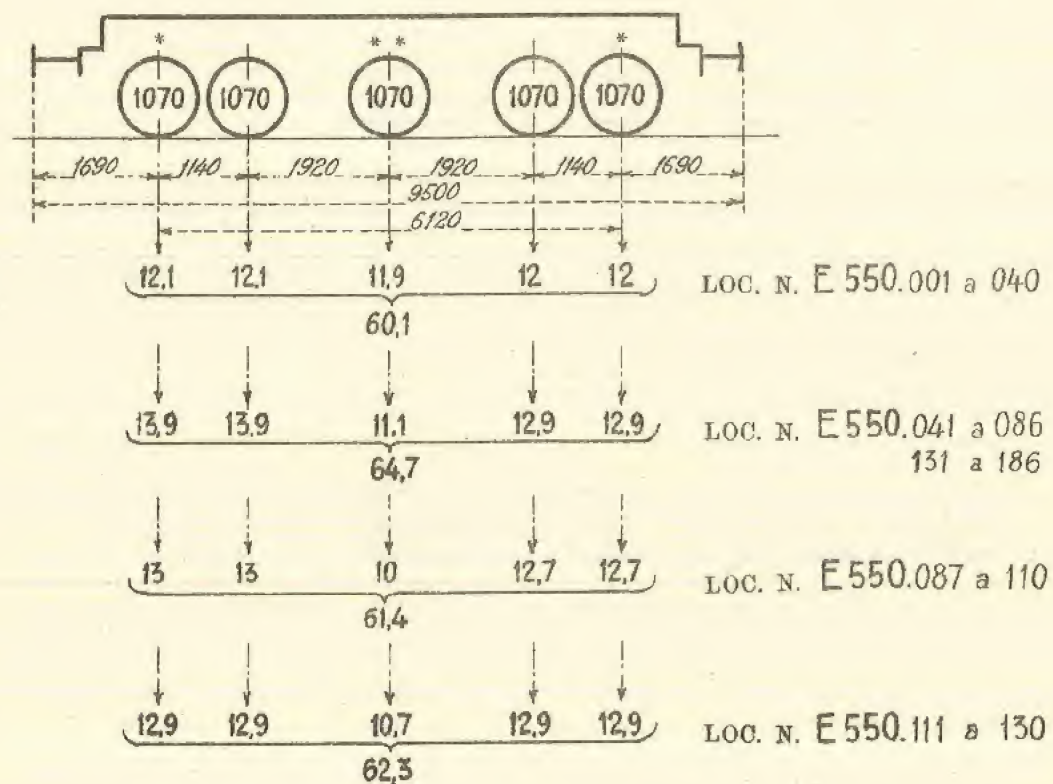 * * * *
1070 1070 1070 1070 1070
1690 1140 1920 1920 1140 1690
9500
6120
12,1 12,1 11,9 12 12 LOC. N. E 550.001 a 040
60,1
13,9 13,9 11,1 12,9 12,9 LOC. N. E 550.041 a 086
131 a 186
64,7
13 13 10 12,7 12,7 LOC. N. E 550.087 a 110
61,4
12,9 12,9 10,7 12,9 12,9 LOC. N. E 550.111 a 130
62,3